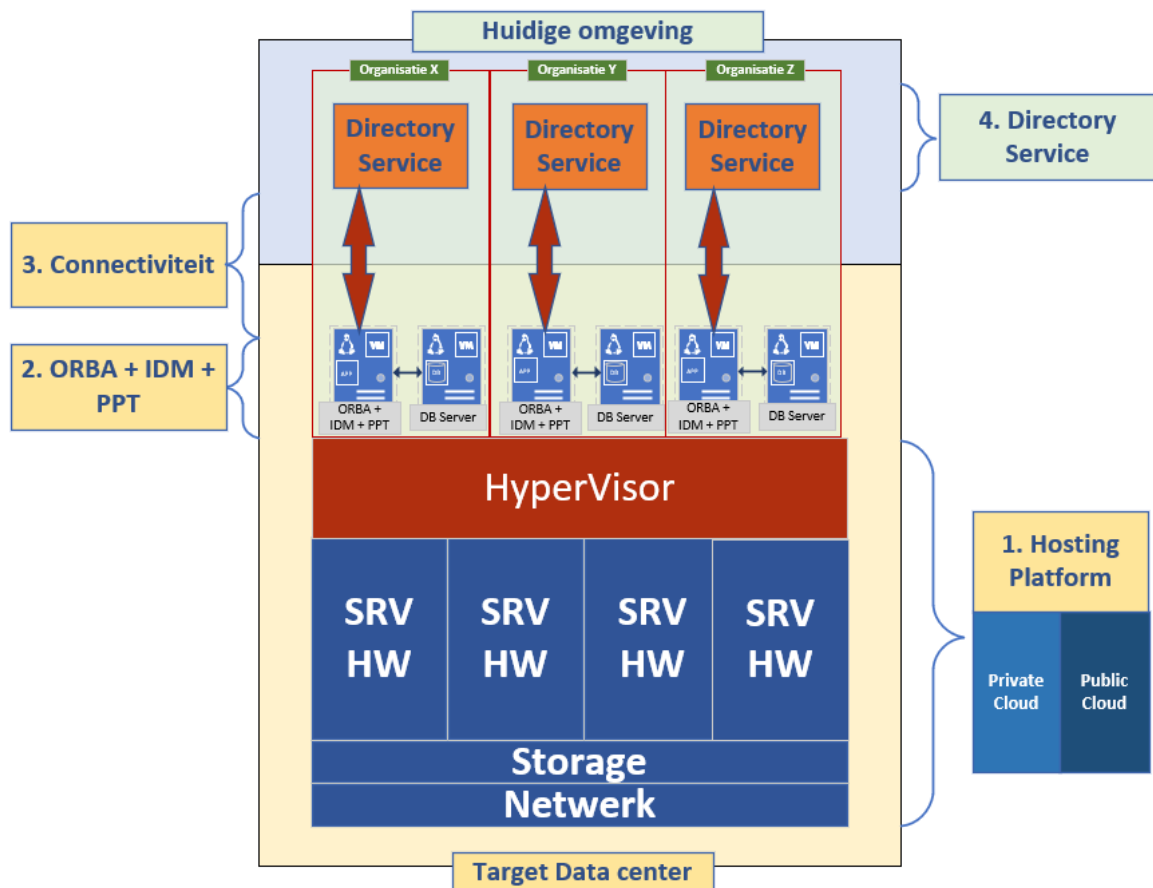 Huidige omgeving
Organisatie X
Organisatie Y
Organisatie Z
Directory
Service
Directory
Service
Directory
Service
4. Directory
Service
3. Connectiviteit
2. ORBA + IDM +
PPT
VM
APP
VM
DB
VM
APP
VM
DB
VM
APP
VM
DB
ORBA +
IDM + PPT
DB Server
ORBA +
IDM + PPT
DB Server
ORBA +
IDM + PPT
DB Server
HyperVisor
1. Hosting
Platform
Private
Cloud
Public
Cloud
SRV
HW
SRV
HW
SRV
HW
SRV
HW
Storage
Netwerk
Target Data center